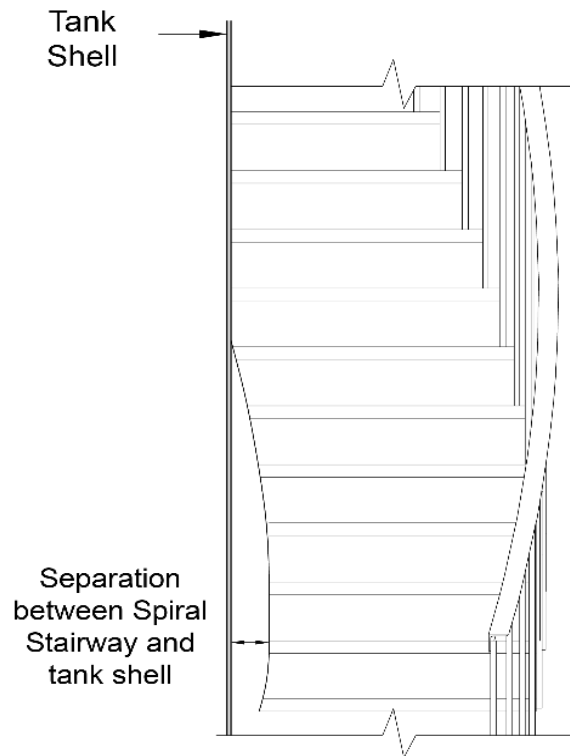 Tank
Shell
Separation
between Spiral
Stairway and
tank shell